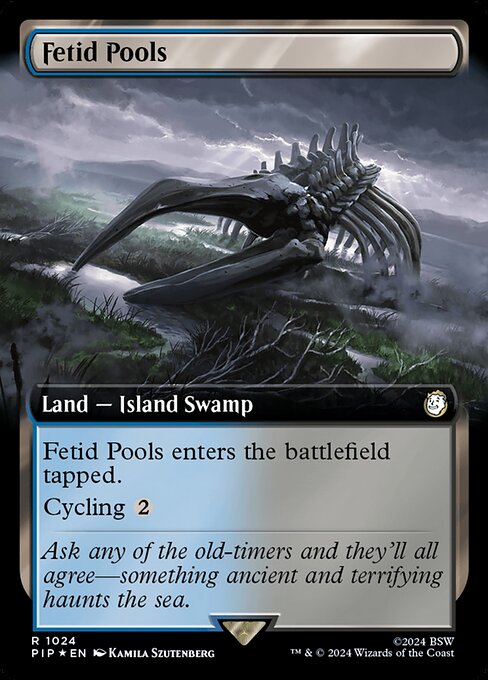 Fetid Pools
Land — Island Swamp
Fetid Pools enters the battlefield
tapped.
Cycling 2
Ask any of the old-timers and they'll all
agree—something ancient and terrifying
haunts the sea.
R 1024
PIP ★ EN Kamila Szutenberg
©2024 BSW
™ & © 2024 Wizards of the Coast